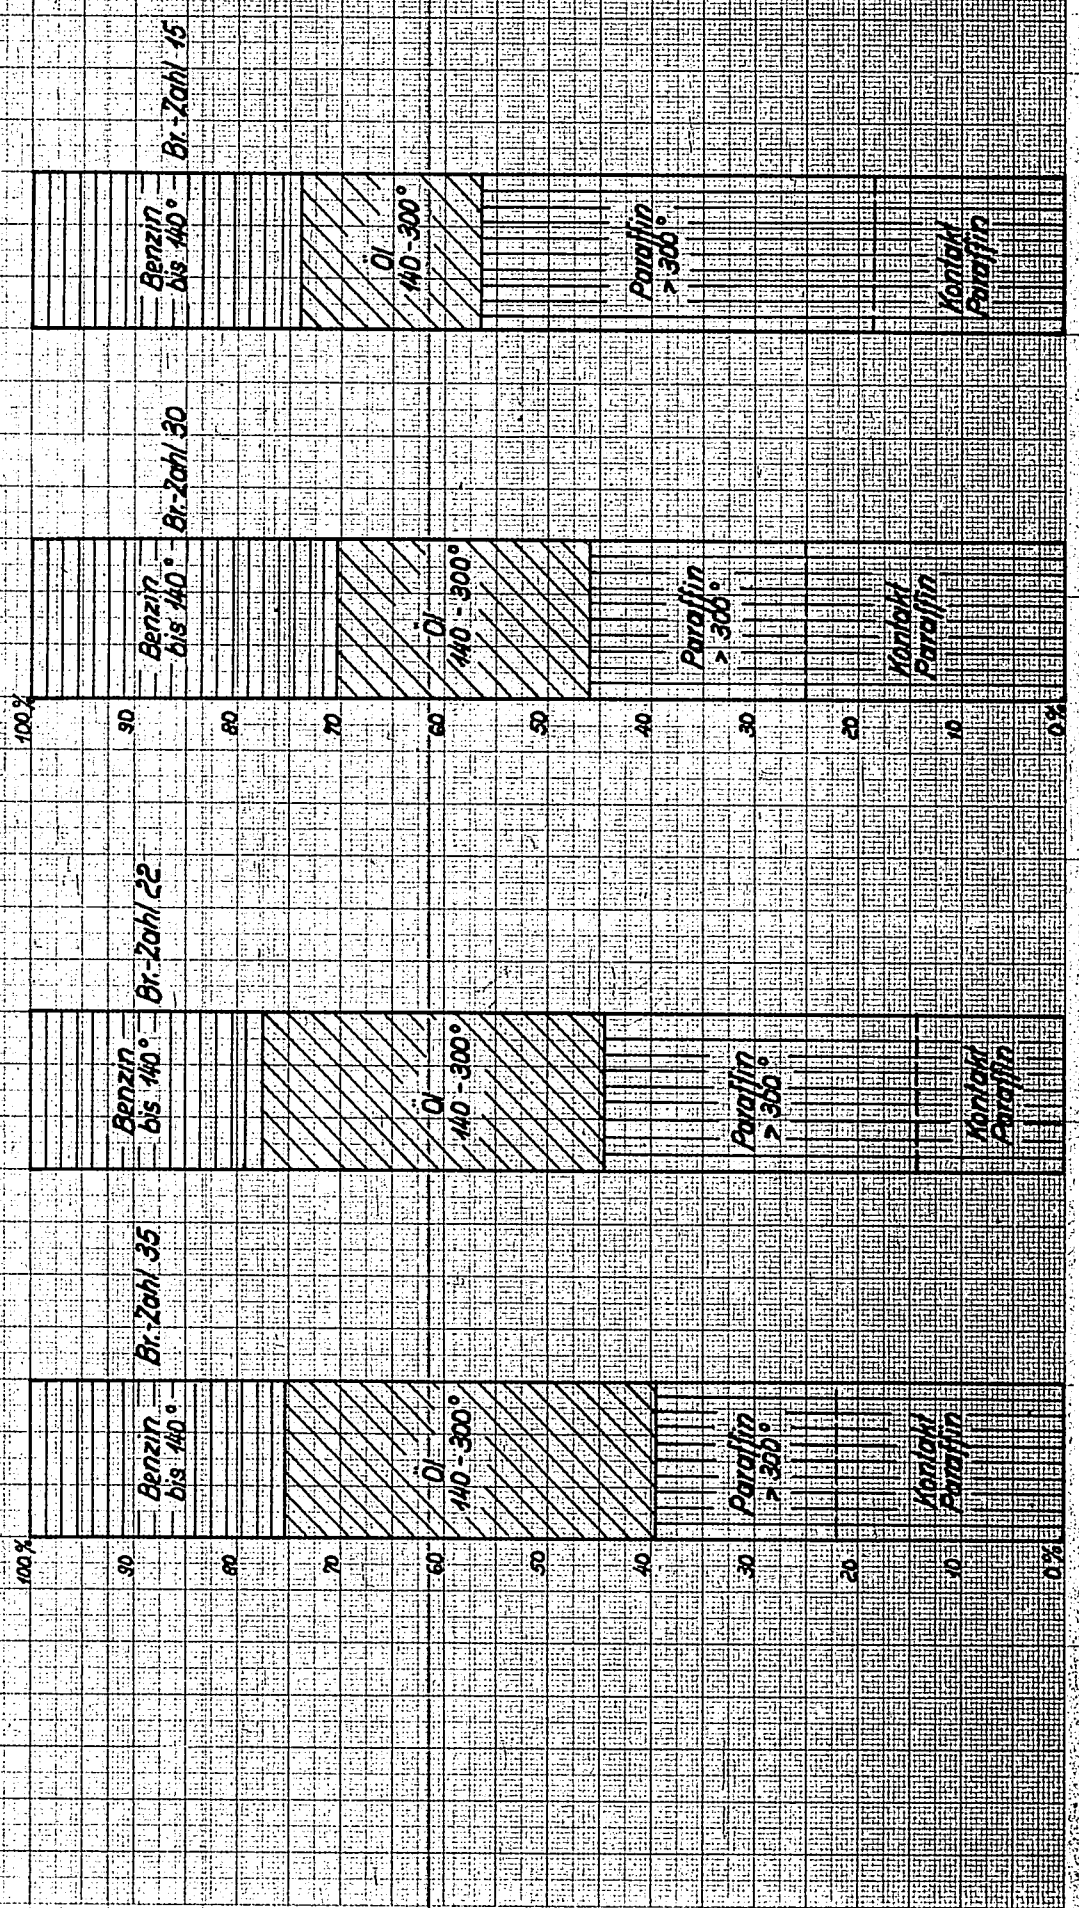 100%
90
80
70
60
50
40
30
20
10
0%
Benzin
bis 140°
Br.-Zahl 35
Öl
140-300°
Paraffin
> 300°
Kontakt
Paraffin
Benzin
bis 140°
Br.-Zahl 22
Öl
140-300°
Paraffin
> 300°
Kontakt
Paraffin
100%
90
80
70
60
50
40
30
20
10
0%
Benzin
bis 140°
Br.-Zahl 30
Öl
140-300°
Paraffin
> 300°
Kontakt
Paraffin
Benzin
bis 140°
Br.-Zahl 15
Öl
140-300°
Paraffin
> 300°
Kontakt
Paraffin